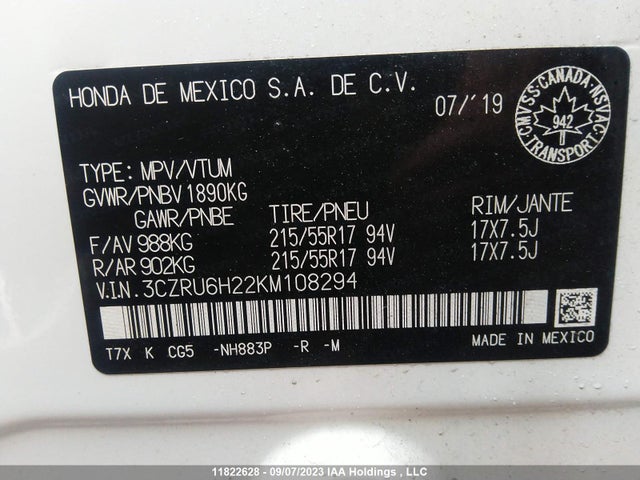 HONDA DE MEXICO S.A. DE C.V.
07/'19
CMVSS-CANADA-NSVAC
942
TRANSPORT
TYPE: MPV/VTUM
GVWR/PNBV 1890KG
GAWR/PNBE TIRE/PNEU RIM/JANTE
F/AV 988KG 215/55R17 94V 17X7.5J
R/AR 902KG 215/55R17 94V 17X7.5J
V.I.N. 3CZRU6H22KM108294
T7X K CG5 -NH883P -R -M
MADE IN MEXICO
11822628 - 09/07/2023 IAA Holdings , LLC